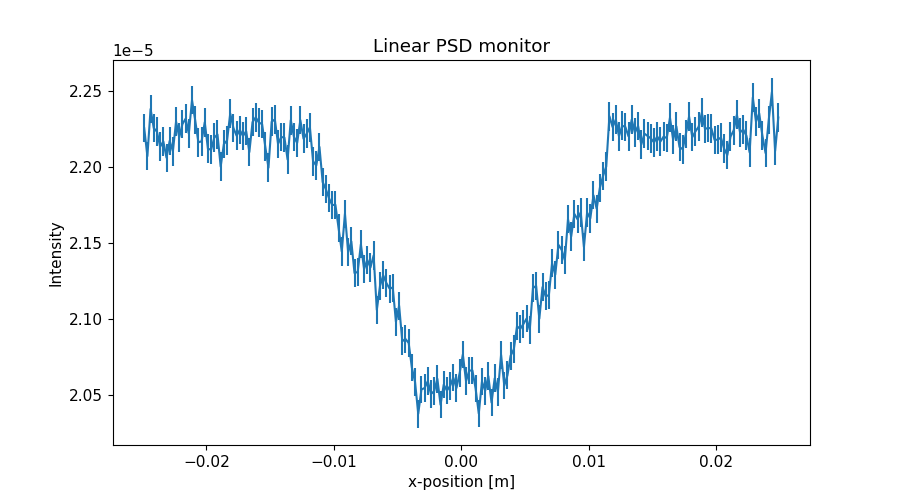 Linear PSD monitor
1e−5
2.25
2.20
2.15
2.10
2.05
Intensity
−0.02 −0.01 0.00 0.01 0.02
x-position [m]